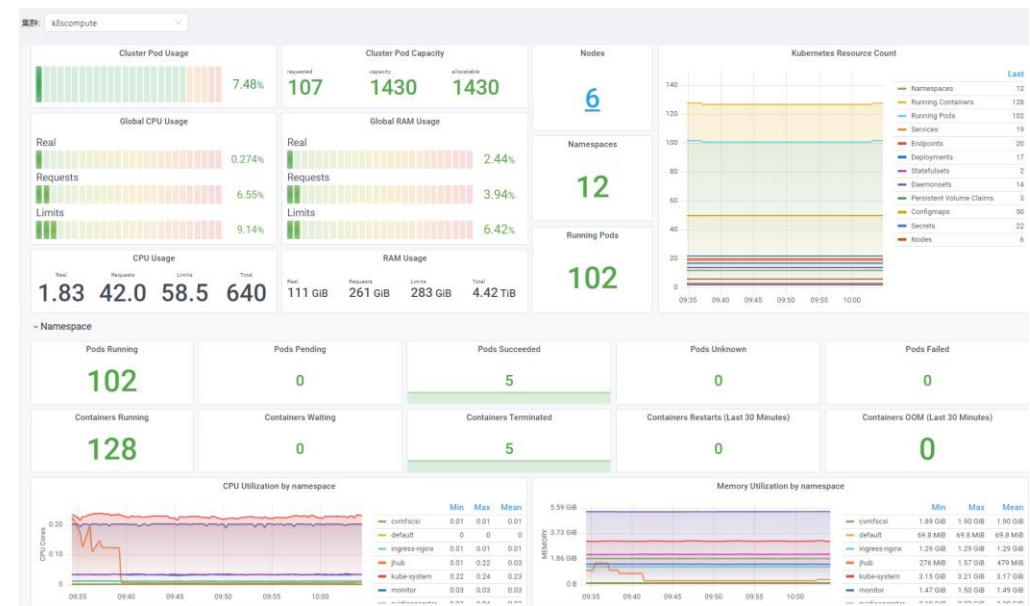 集群: k8scompute
Cluster Pod Usage
7.48%
Cluster Pod Capacity
requested capacity allocatable
107 1430 1430
Nodes
6
Kubernetes Resource Count
140
120
100
80
60
40
20
0
09:35 09:40 09:45 09:50 09:55 10:00
Last
Namespaces 12
Running Containers 128
Running Pods 102
Services 19
Endpoints 20
Deployments 17
Statefulsets 2
Daemonsets 14
Persistent Volume Claims 3
Configmaps 50
Secrets 22
Nodes 6
Global CPU Usage
Real
0.274%
Requests
6.55%
Limits
9.14%
Global RAM Usage
Real
2.44%
Requests
3.94%
Limits
6.42%
Namespaces
12
Running Pods
102
CPU Usage
Real Requests Limits Total
1.83 42.0 58.5 640
RAM Usage
Real Requests Limits Total
111 GiB 261 GiB 283 GiB 4.42 TiB
Namespace
Pods Running
102
Pods Pending
0
Pods Succeeded
5
Pods Unknown
0
Pods Failed
0
Containers Running
128
Containers Waiting
0
Containers Terminated
5
Containers Restarts (Last 30 Minutes)
0
Containers OOM (Last 30 Minutes)
0
CPU Utilization by namespace
CPU Cores
0.20
0.10
0
09:35 09:40 09:45 09:50 09:55 10:00
Min Max Mean
cvmfscsi 0.01 0.01 0.01
default 0 0 0
ingress-nginx 0.01 0.01 0.01
jhub 0.01 0.22 0.03
kube-system 0.22 0.24 0.23
monitor 0.03 0.03 0.03
Memory Utilization by namespace
MEMORY
5.59 GiB
3.73 GiB
1.86 GiB
0 B
09:35 09:40 09:45 09:50 09:55 10:00
Min Max Mean
cvmfscsi 1.89 GiB 1.90 GiB 1.90 GiB
default 69.8 MiB 69.8 MiB 69.8 MiB
ingress-nginx 1.29 GiB 1.29 GiB 1.29 GiB
jhub 276 MiB 1.57 GiB 479 MiB
kube-system 3.15 GiB 3.21 GiB 3.17 GiB
monitor 1.47 GiB 1.50 GiB 1.49 GiB